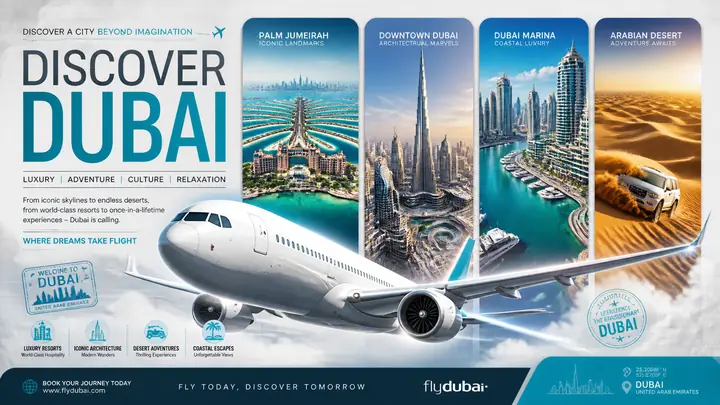 DISCOVER A CITY BEYOND IMAGINATION
DISCOVER
DUBAI
LUXURY | ADVENTURE | CULTURE | RELAXATION
From iconic skylines to endless deserts,
from world-class resorts to once-in-a-lifetime
experiences – Dubai is calling.
WHERE DREAMS TAKE FLIGHT
PALM JUMEIRAH
ICONIC LANDMARKS
DOWNTOWN DUBAI
ARCHITECTURAL MARVELS
DUBAI MARINA
COASTAL LUXURY
ARABIAN DESERT
ADVENTURE AWAITS
WELCOME TO
DUBAI
UNITED ARAB EMIRATES
LUXURY RESORTS
World-Class Hospitality
ICONIC ARCHITECTURE
Modern Wonders
DESERT ADVENTURES
Thrilling Experiences
COASTAL ESCAPES
Unforgettable Views
DUBAI
BOOK YOUR JOURNEY TODAY
www.flydubai.com
FLY TODAY, DISCOVER TOMORROW
flydubai
DUBAI
UNITED ARAB EMIRATES